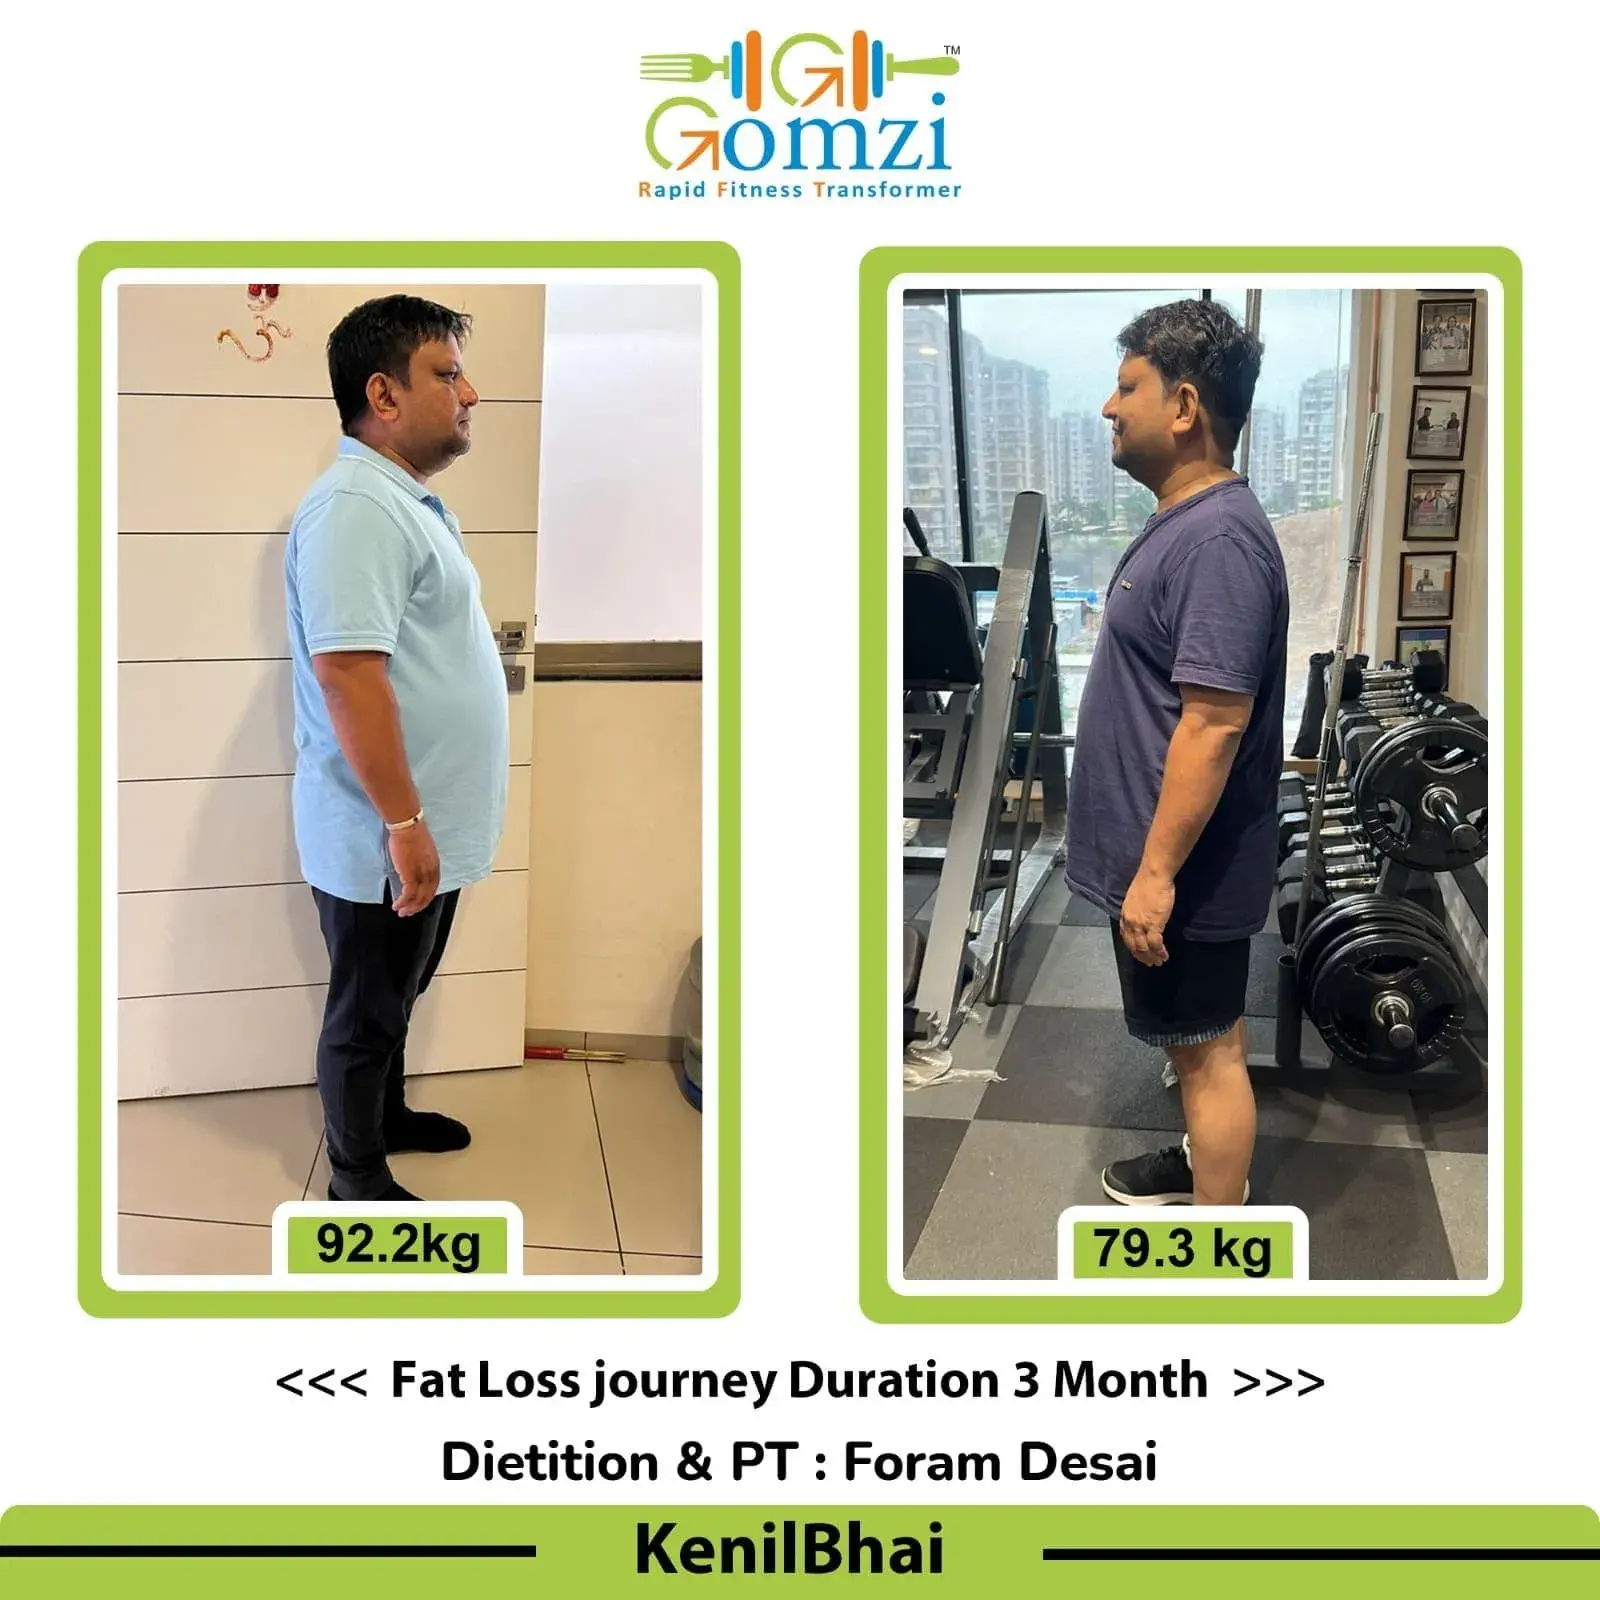 TM
Gomzi
Rapid Fitness Transformer
92.2kg
79.3 kg
<<< Fat Loss journey Duration 3 Month >>>
Dietition & PT : Foram Desai
KenilBhai